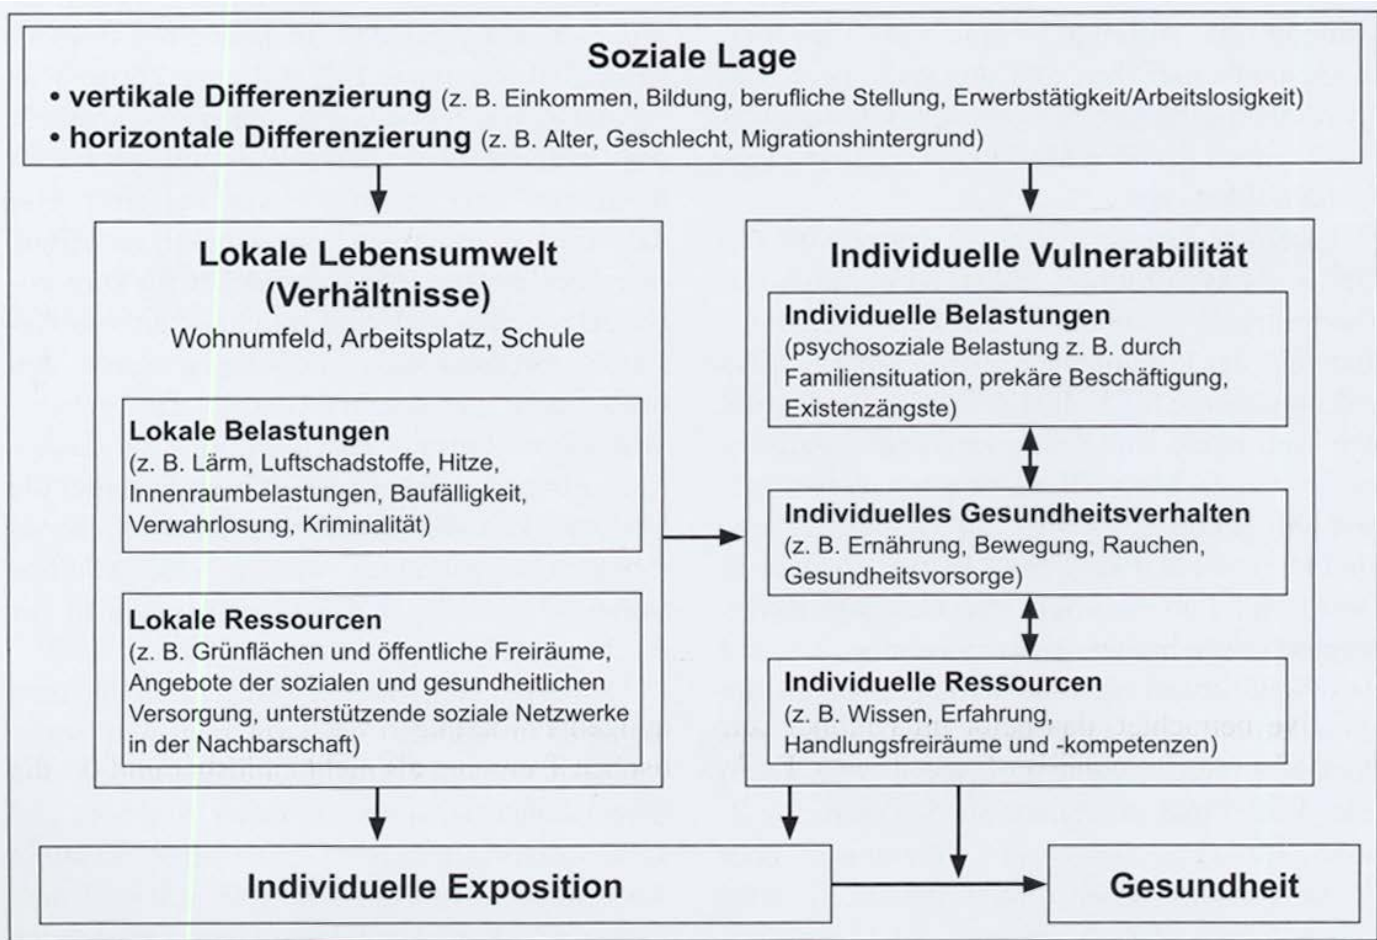 Soziale Lage
• vertikale Differenzierung (z. B. Einkommen, Bildung, berufliche Stellung, Erwerbstätigkeit/Arbeitslosigkeit)
• horizontale Differenzierung (z. B. Alter, Geschlecht, Migrationshintergrund)
Lokale Lebensumwelt
(Verhältnisse)
Wohnumfeld, Arbeitsplatz, Schule
Lokale Belastungen
(z. B. Lärm, Luftschadstoffe, Hitze,
Innenraumbelastungen, Baufälligkeit,
Verwahrlosung, Kriminalität)
Lokale Ressourcen
(z. B. Grünflächen und öffentliche Freiräume,
Angebote der sozialen und gesundheitlichen
Versorgung, unterstützende soziale Netzwerke
in der Nachbarschaft)
Individuelle Vulnerabilität
Individuelle Belastungen
(psychosoziale Belastung z. B. durch
Familiensituation, prekäre Beschäftigung,
Existenzängste)
Individuelles Gesundheitsverhalten
(z. B. Ernährung, Bewegung, Rauchen,
Gesundheitsvorsorge)
Individuelle Ressourcen
(z. B. Wissen, Erfahrung,
Handlungsfreiräume und -kompetenzen)
Individuelle Exposition
Gesundheit